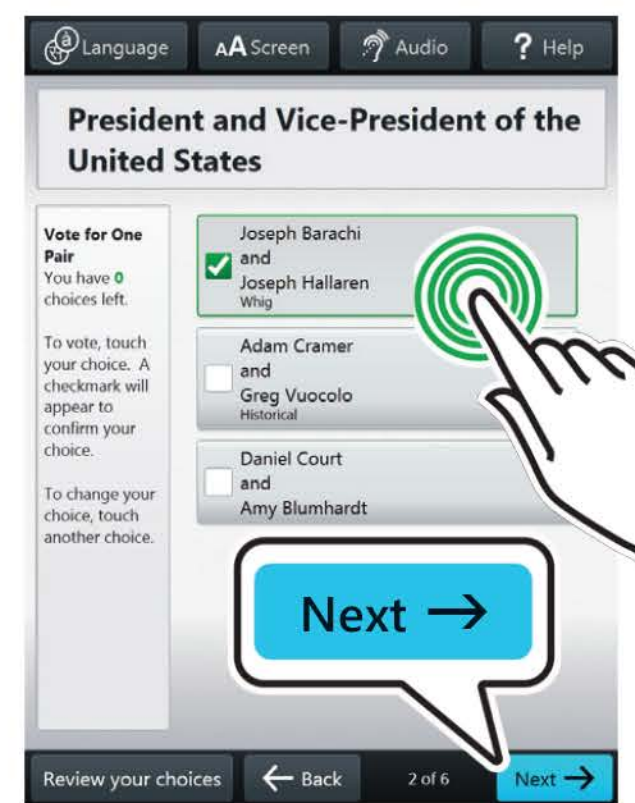 Language
AA Screen
Audio
? Help
President and Vice-President of the
United States
Vote for One
Pair
You have 0
choices left.
To vote, touch
your choice. A
checkmark will
appear to
confirm your
choice.
To change your
choice, touch
another choice.
Joseph Barachi
and
Joseph Hallaren
Whig
Adam Cramer
and
Greg Vuocolo
Historical
Daniel Court
and
Amy Blumhardt
Next →
Review your choices
← Back
2 of 6
Next →